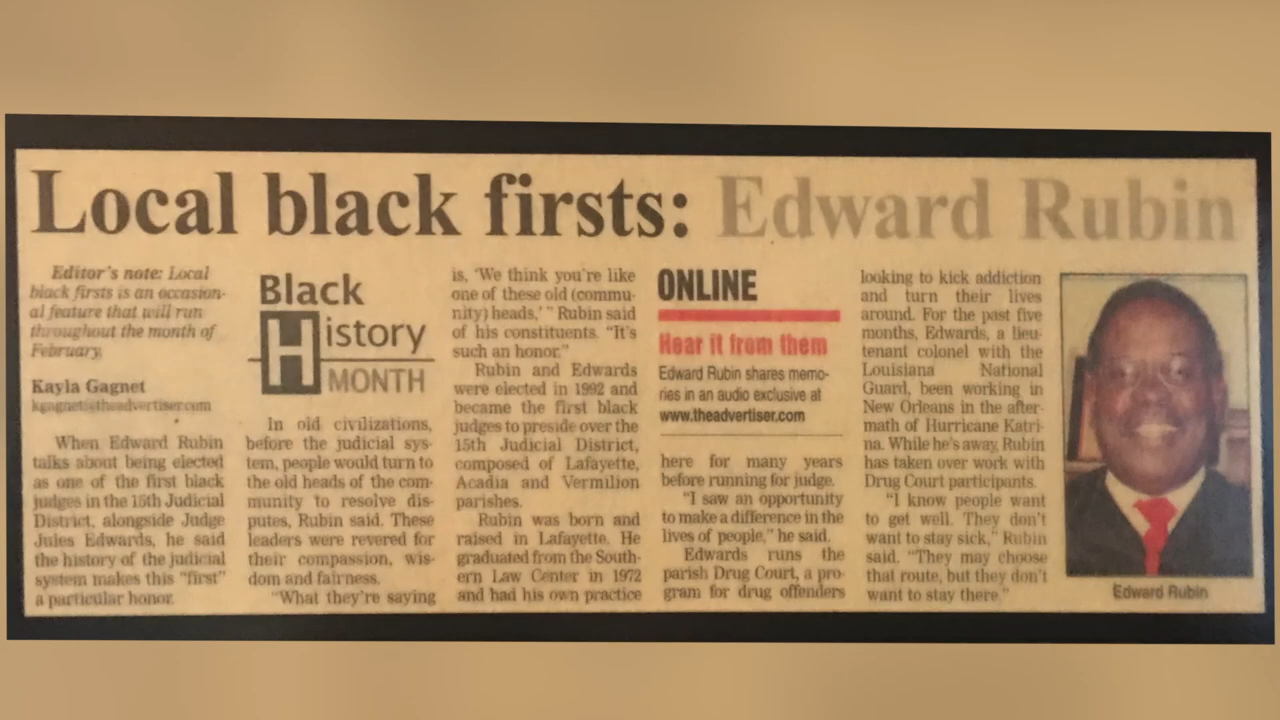 Local black firsts: Edward Rubin
Editor's note: Local
black firsts is an occasion-
al feature that will run
throughout the month of
February.
Kayla Gagnet
kgagnet@theadvertiser.com
When Edward Rubin
talks about being elected
as one of the first black
judges in the 15th Judicial
District, alongside Judge
Jules Edwards, he said
the history of the judicial
system makes this "first"
a particular honor.
Black
History
MONTH
In old civilizations,
before the judicial sys-
tem, people would turn to
the old heads of the com-
munity to resolve dis-
putes, Rubin said. These
leaders were revered for
their compassion, wis-
dom and fairness.
"What they're saying
is, 'We think you're like
one of these old (commu-
nity) heads,' " Rubin said
of his constituents. "It's
such an honor."
Rubin and Edwards
were elected in 1992 and
became the first black
judges to preside over the
15th Judicial District,
composed of Lafayette,
Acadia and Vermilion
parishes.
Rubin was born and
raised in Lafayette. He
graduated from the South-
ern Law Center in 1972
and had his own practice
ONLINE
Hear it from them
Edward Rubin shares memo-
ries in an audio exclusive at
www.theadvertiser.com
here for many years
before running for judge.
"I saw an opportunity
to make a difference in the
lives of people," he said.
Edwards runs the
parish Drug Court, a pro-
gram for drug offenders
looking to kick addiction
and turn their lives
around. For the past five
months, Edwards, a lieu-
tenant colonel with the
Louisiana National
Guard, been working in
New Orleans in the after-
math of Hurricane Katri-
na. While he's away, Rubin
has taken over work with
Drug Court participants.
"I know people want
to get well. They don't
want to stay sick," Rubin
said. "They may choose
that route, but they don't
want to stay there."
Edward Rubin